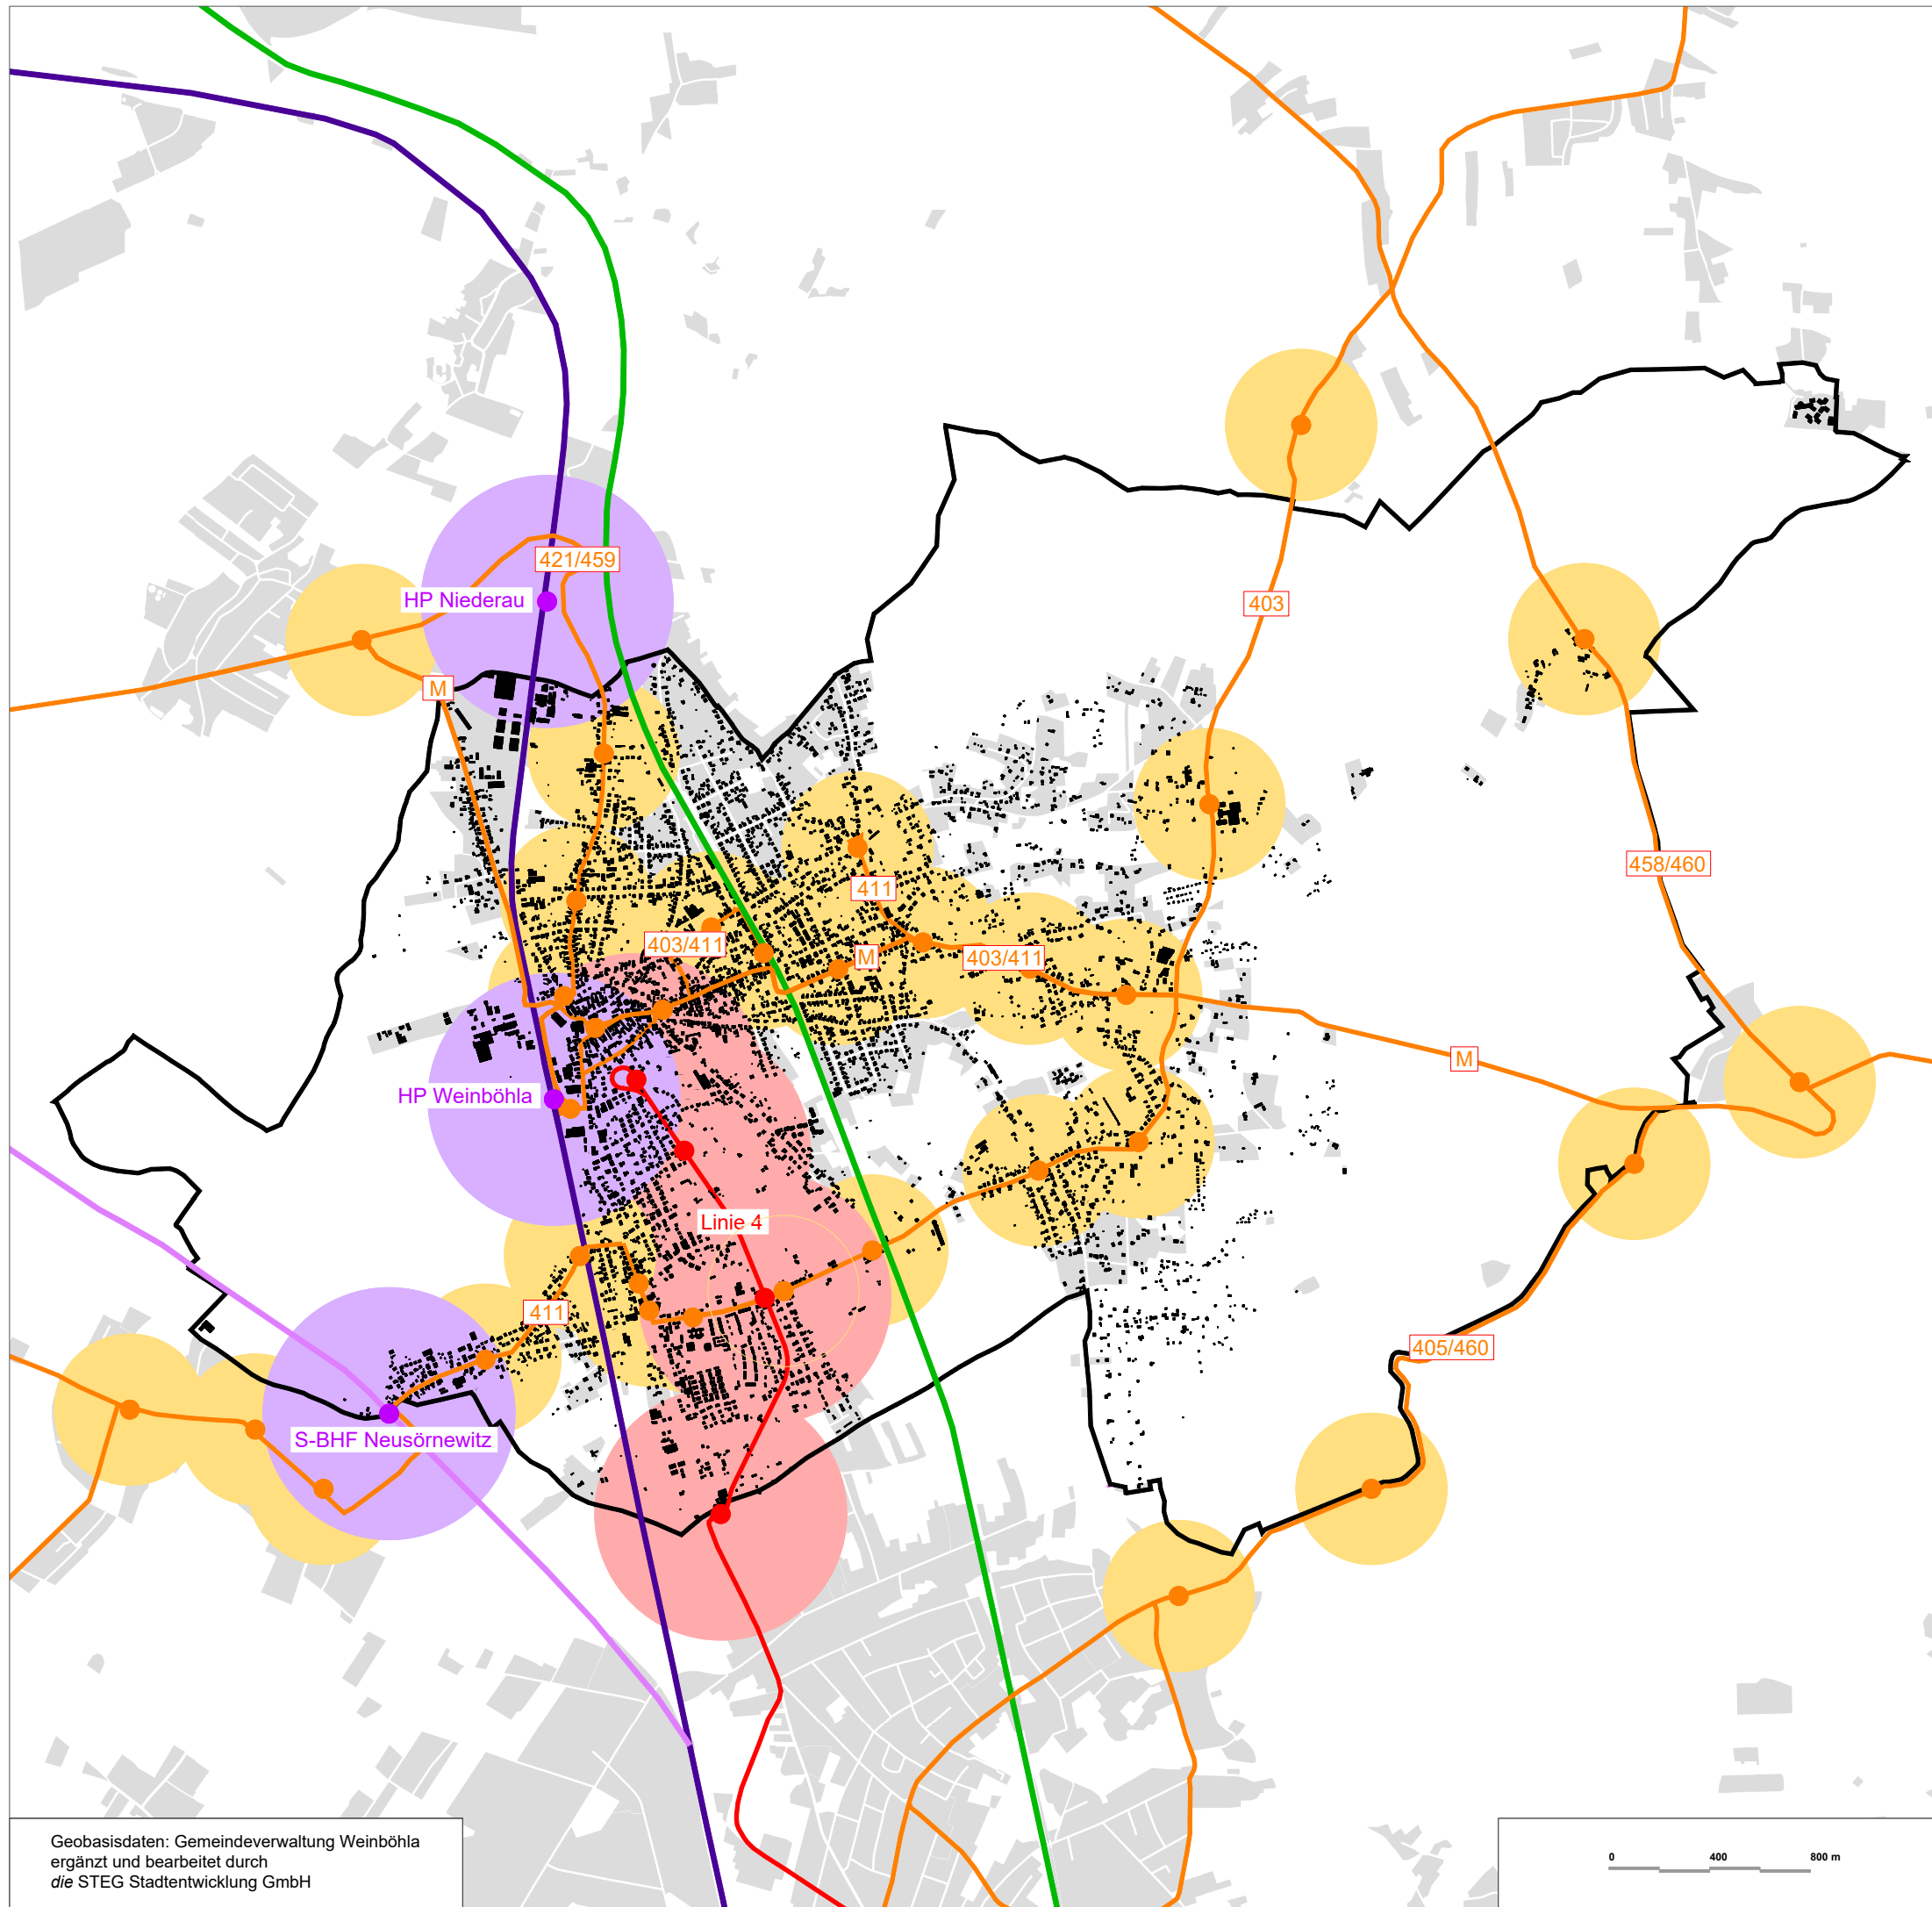 421/459
HP Niederau
403
M
458/460
411
403/411
M
403/411
M
HP Weinböhla
Linie 4
411
405/460
S-BHF Neusörnewitz
Geobasisdaten: Gemeindeverwaltung Weinböhla
ergänzt und bearbeitet durch
die STEG Stadtentwicklung GmbH
0 400 800 m